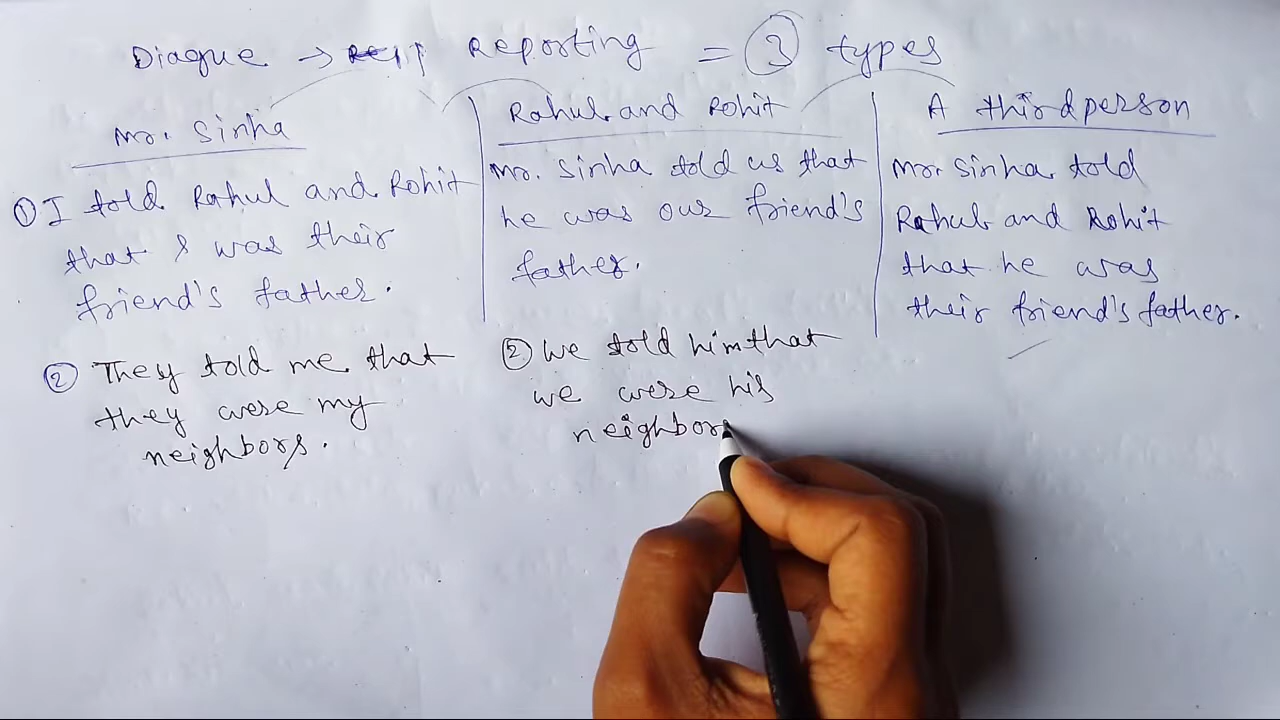 Diaque → Reporting = 3 types
Mr. Sinha
① I told Rahul and Rohit
that I was their
friend's father.
② They told me that
they were my
neighbors.
Rahul and Rohit
Mr. Sinha told us that
he was our friend's
father.
② We told him that
we were his
neighbor
A third person
Mr. Sinha told
Rahul and Rohit
that he was
their friend's father.